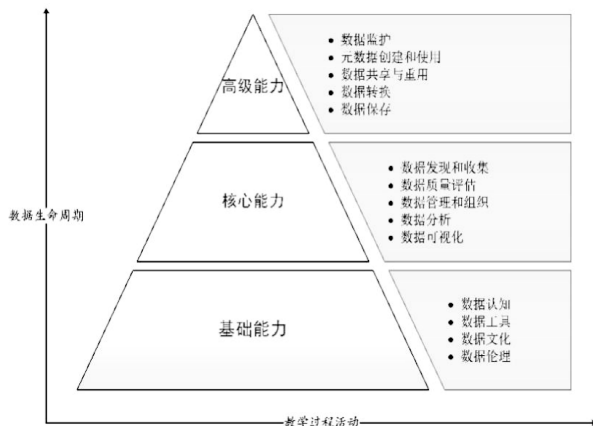 数据监护
元数据创建和使用
数据共享与重用
数据转换
数据保存
高级能力
数据发现和收集
数据质量评估
数据管理和组织
数据分析
数据可视化
核心能力
数据生命周期
数据认知
数据工具
数据文化
数据伦理
基础能力
教学过程活动